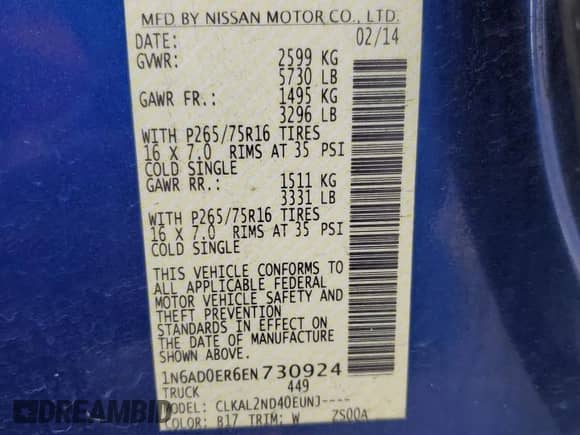 MFD BY NISSAN MOTOR CO., LTD.
DATE: 02/14
GVWR: 2599 KG
5730 LB
GAWR FR.: 1495 KG
3296 LB
WITH P265/75R16 TIRES
16 X 7.0 RIMS AT 35 PSI
COLD SINGLE
GAWR RR.: 1511 KG
3331 LB
WITH P265/75R16 TIRES
16 X 7.0 RIMS AT 35 PSI
COLD SINGLE
THIS VEHICLE CONFORMS TO
ALL APPLICABLE FEDERAL
MOTOR VEHICLE SAFETY AND
THEFT PREVENTION
STANDARDS IN EFFECT ON
THE DATE OF MANUFACTURE
SHOWN ABOVE.
1N6AD0ER6EN730924
TRUCK 449
MODEL: CLKAL2ND40EUNJ----
COLOR: B17 TRIM: W ZS00A
DREAMBID